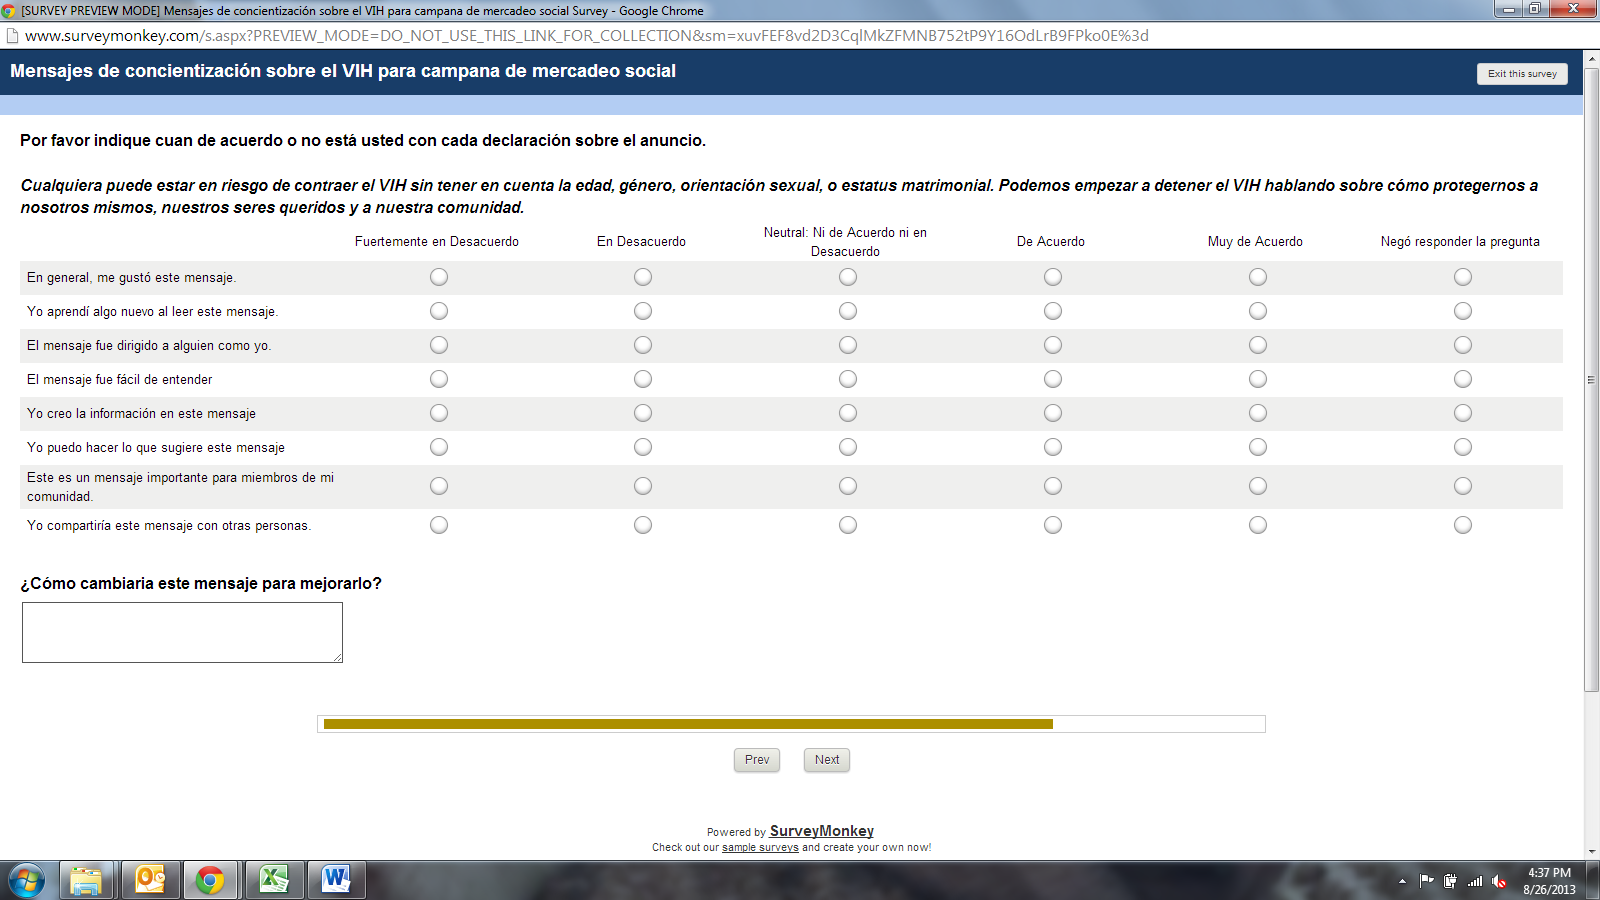 [SURVEY PREVIEW MODE] Mensajes de concientización sobre el VIH para campana de mercadeo social Survey - Google Chrome
www.surveymonkey.com/s.aspx?PREVIEW_MODE=DO_NOT_USE_THIS_LINK_FOR_COLLECTION&sm=xuvFEF8vd2D3CqlMkZFMNB752tP9Y16OdLrB9FPko0E%3d
Mensajes de concientización sobre el VIH para campana de mercadeo social
Exit this survey
Por favor indique cuan de acuerdo o no está usted con cada declaración sobre el anuncio.
Cualquiera puede estar en riesgo de contraer el VIH sin tener en cuenta la edad, género, orientación sexual, o estatus matrimonial. Podemos empezar a detener el VIH hablando sobre cómo protegernos a
nosotros mismos, nuestros seres queridos y a nuestra comunidad.
Fuertemente en Desacuerdo En Desacuerdo Neutral: Ni de Acuerdo ni en Desacuerdo De Acuerdo Muy de Acuerdo Negó responder la pregunta
En general, me gustó este mensaje.
Yo aprendí algo nuevo al leer este mensaje.
El mensaje fue dirigido a alguien como yo.
El mensaje fue fácil de entender
Yo creo la información en este mensaje
Yo puedo hacer lo que sugiere este mensaje
Este es un mensaje importante para miembros de mi
comunidad.
Yo compartiría este mensaje con otras personas.
¿Cómo cambiaria este mensaje para mejorarlo?
Prev Next
Powered by SurveyMonkey
Check out our sample surveys and create your own now!
4:37 PM
8/26/2013